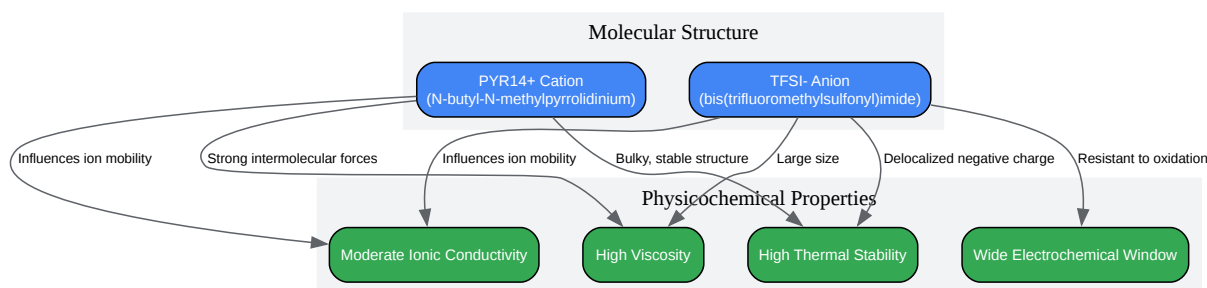 Molecular Structure
PYR14+ Cation
(N-butyl-N-methylpyrrolidinium)
TFSI- Anion
(bis(trifluoromethylsulfonyl)imide)
Influences ion mobility
Strong intermolecular forces
Influences ion mobility
Bulky, stable structure
Large size
Delocalized negative charge
Resistant to oxidation
Physicochemical Properties
Moderate Ionic Conductivity
High Viscosity
High Thermal Stability
Wide Electrochemical Window